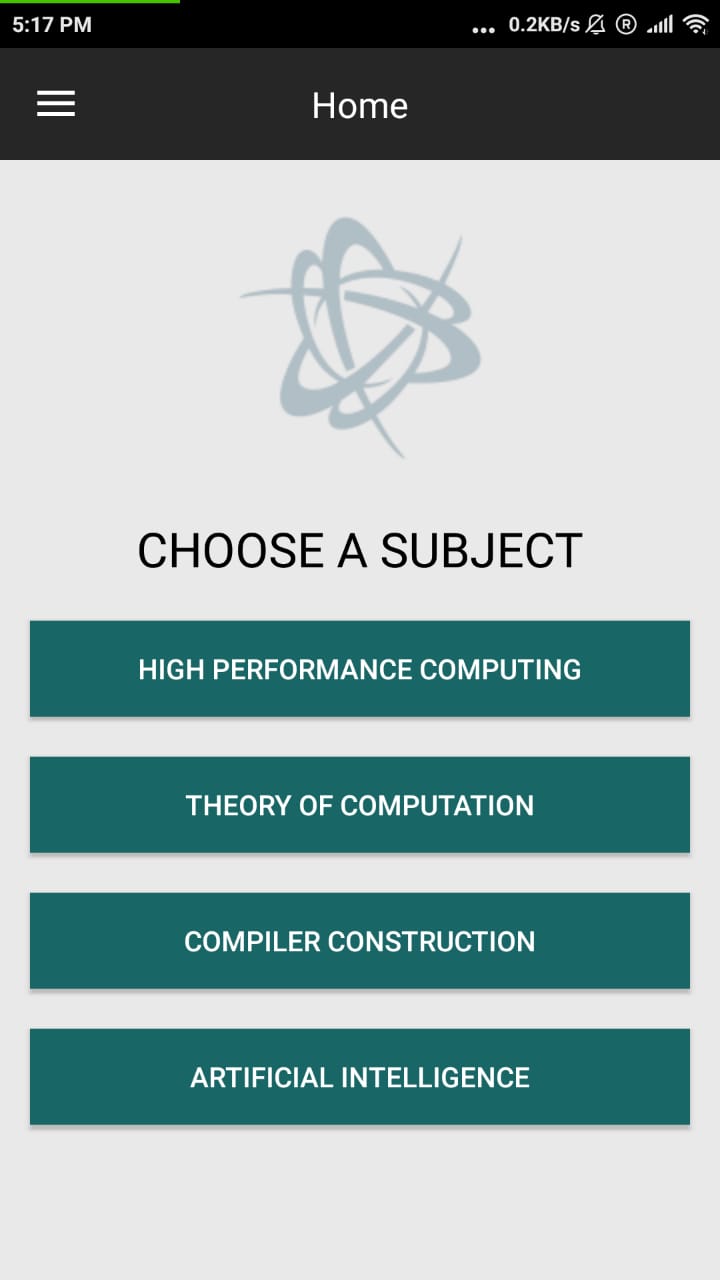 5:17 PM ... 0.2KB/s R
Home
CHOOSE A SUBJECT
HIGH PERFORMANCE COMPUTING
THEORY OF COMPUTATION
COMPILER CONSTRUCTION
ARTIFICIAL INTELLIGENCE